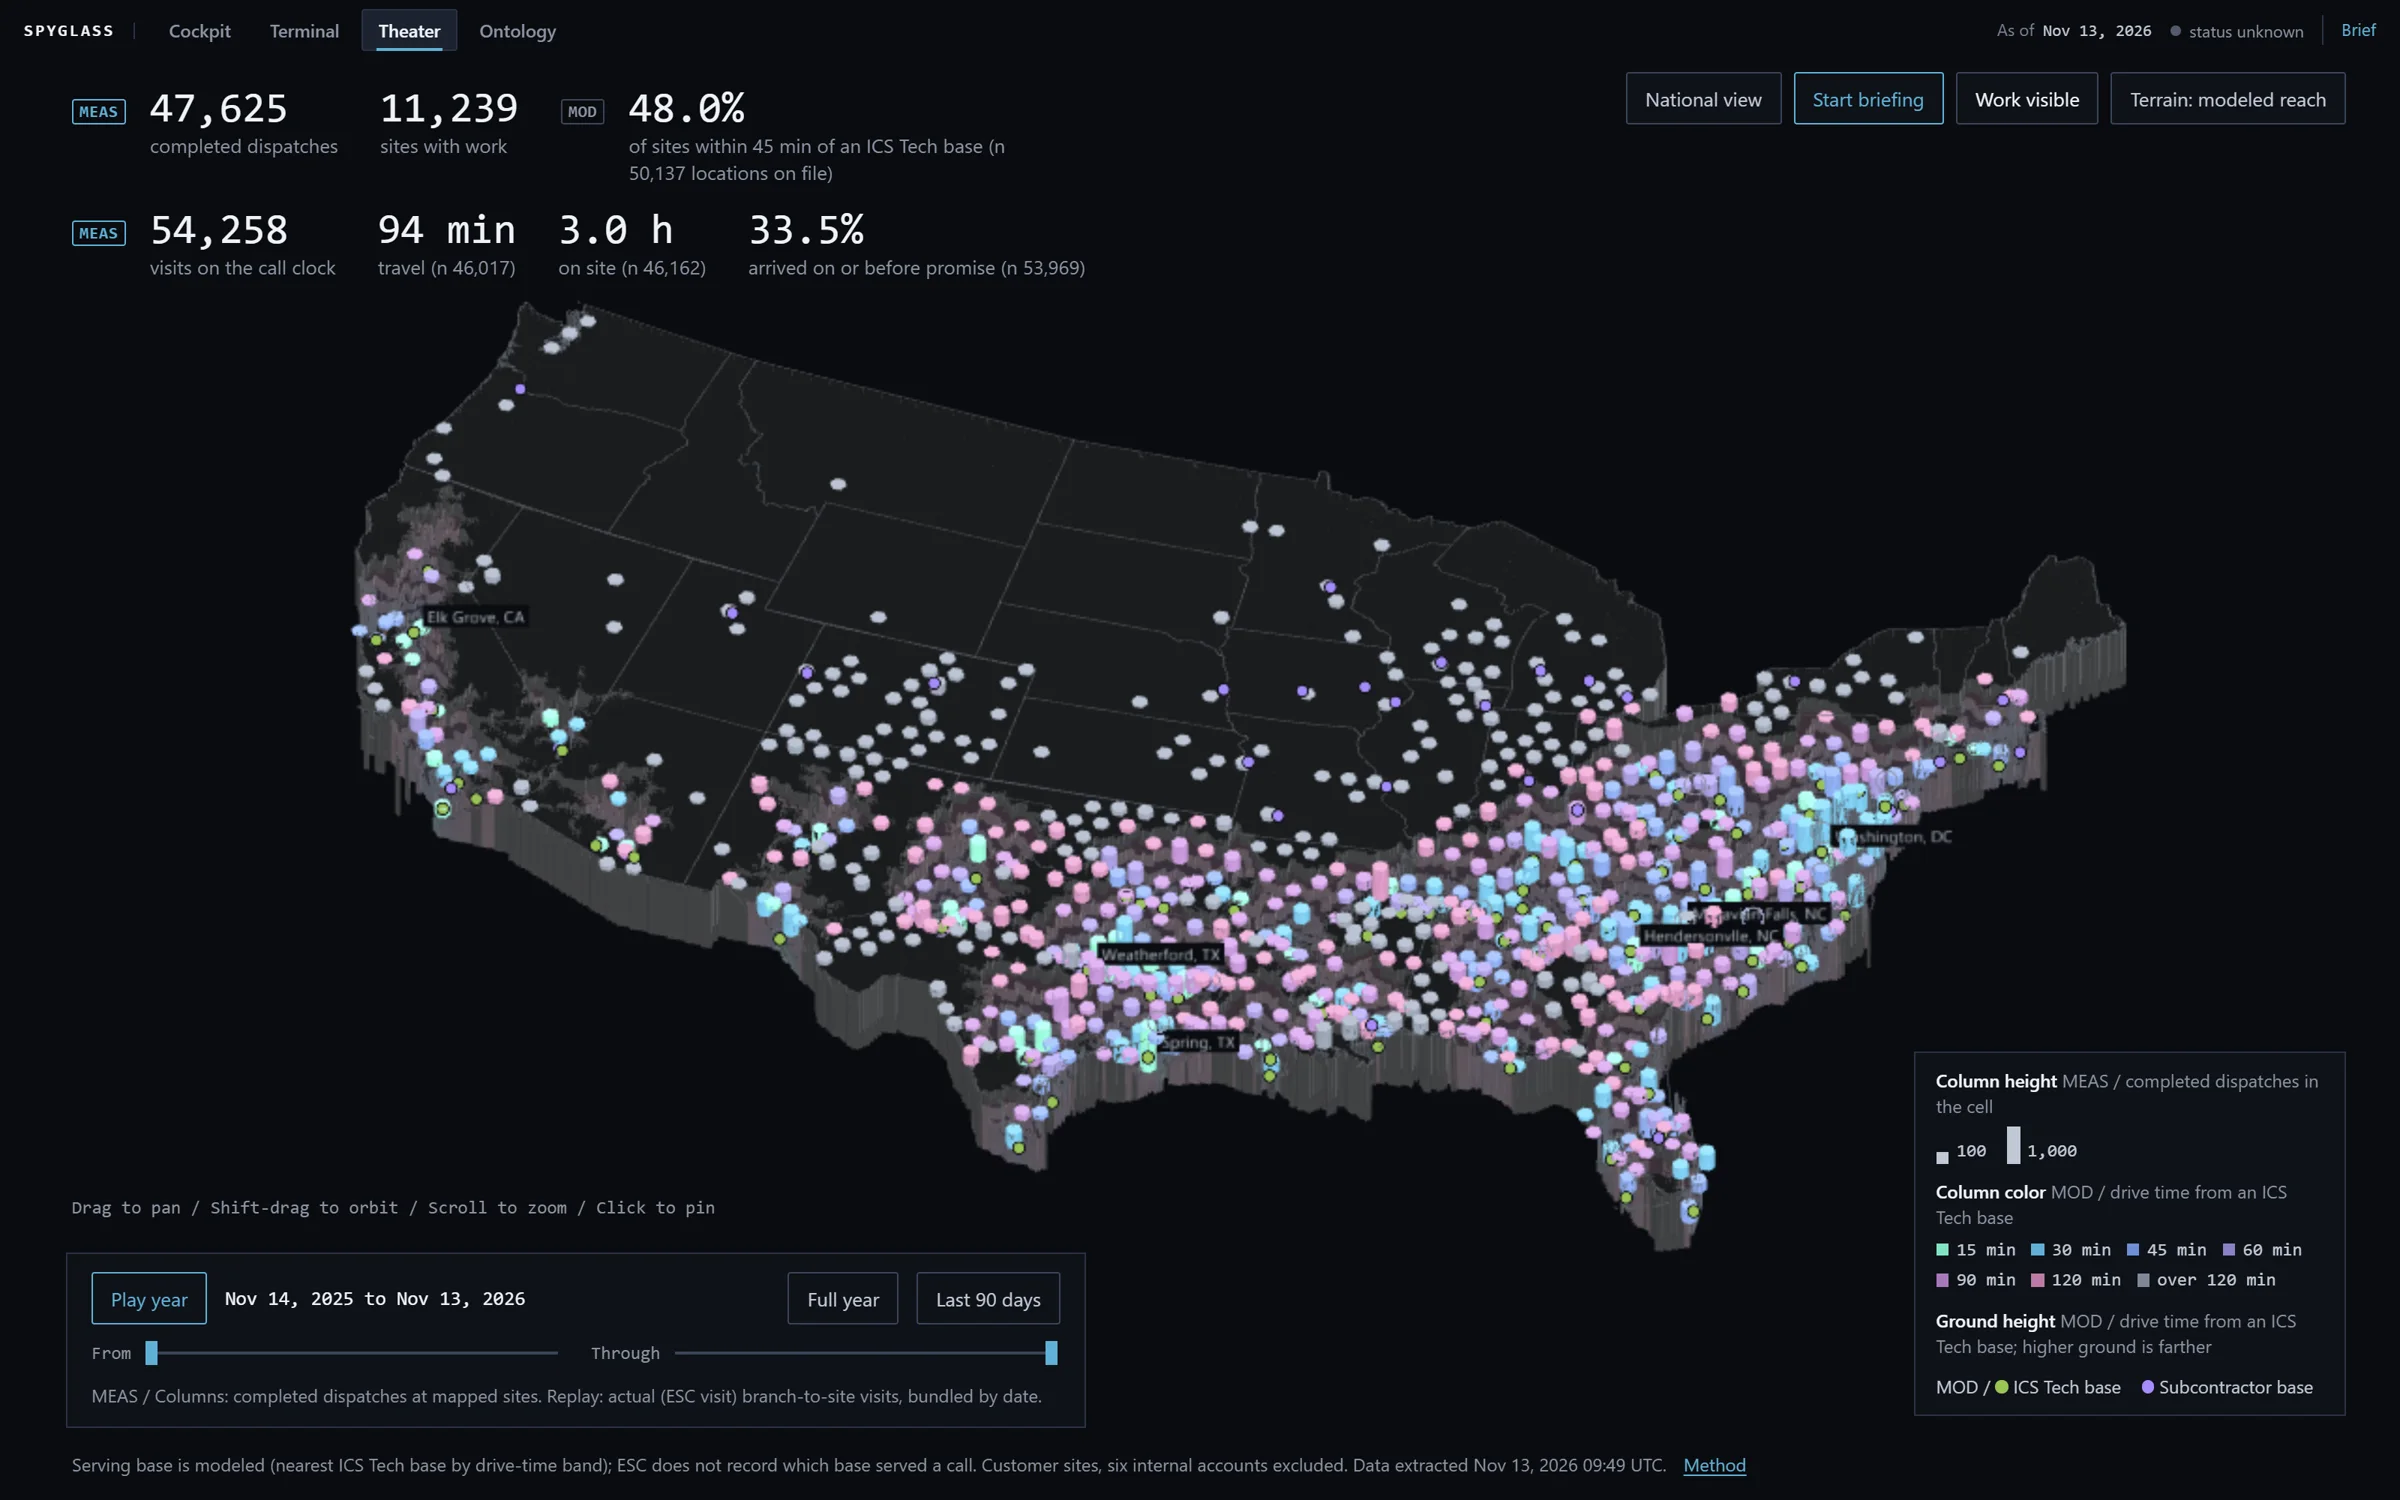 SPYGLASS
Cockpit
Terminal
Theater
Ontology
As of Nov 13, 2026
status unknown
Brief
MEAS
47,625
completed dispatches
11,239
sites with work
MOD
48.0%
of sites within 45 min of an ICS Tech base (n
50,137 locations on file)
National view
Start briefing
Work visible
Terrain: modeled reach
MEAS
54,258
visits on the call clock
94 min
travel (n 46,017)
3.0 h
on site (n 46,162)
33.5%
arrived on or before promise (n 53,969)
Elk Grove, CA
DC
Falls, NC
Hendersonvlle, NC
Weatherford, TX
Spring, TX
Column height MEAS / completed dispatches in
the cell
100
1,000
Column color MOD / drive time from an ICS
Tech base
15 min
30 min
45 min
60 min
90 min
120 min
over 120 min
Ground height MOD / drive time from an ICS
Tech base; higher ground is farther
MOD / ICS Tech base
Subcontractor base
Drag to pan / Shift-drag to orbit / Scroll to zoom / Click to pin
Play year
Nov 14, 2025 to Nov 13, 2026
Full year
Last 90 days
From
Through
MEAS / Columns: completed dispatches at mapped sites. Replay: actual (ESC visit) branch-to-site visits, bundled by date.
Serving base is modeled (nearest ICS Tech base by drive-time band); ESC does not record which base served a call. Customer sites, six internal accounts excluded. Data extracted Nov 13, 2026 09:49 UTC.
Method